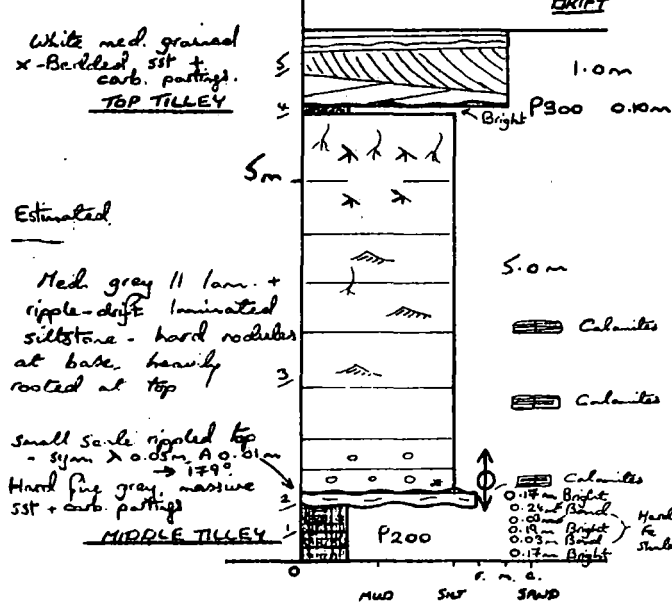 DRIFT
White med. grained
x-Bedded sst +
carb. partings.
TOP TILLEY
5
1.0m
4
Bright P300 0.10m
5m
Estimated
Med grey || lam. +
ripple-drift laminated
siltstone - hard nodules
at base, heavily
rooted at top
5.0m
Calamites
3
Calamites
small scale rippled top
- sym λ 0.05m A 0.01m
→ 179°
Hard fine grey, massive
sst + carb. partings
2
Calamites
0.17m Bright
0.24m Band
0.19m Bright
0.03m Band
0.17m Bright
Hard
Fe
Shale
MIDDLE TILLEY
1
P200
0
F. M. C.
MUD SILT SAND